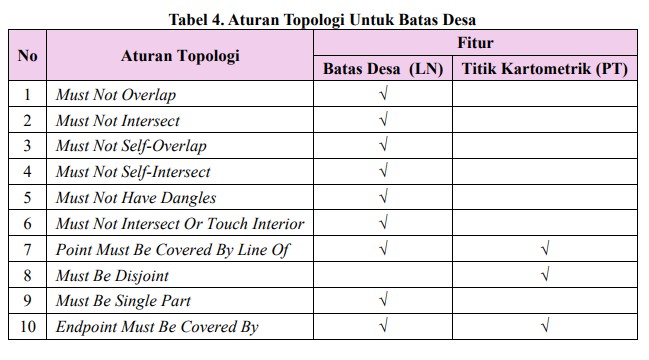 Tabel 4. Aturan Topologi Untuk Batas Desa
No Aturan Topologi Fitur
Batas Desa (LN) Titik Kartometrik (PT)
1 Must Not Overlap √
2 Must Not Intersect √
3 Must Not Self-Overlap √
4 Must Not Self-Intersect √
5 Must Not Have Dangles √
6 Must Not Intersect Or Touch Interior √
7 Point Must Be Covered By Line Of √ √
8 Must Be Disjoint √
9 Must Be Single Part √
10 Endpoint Must Be Covered By √ √